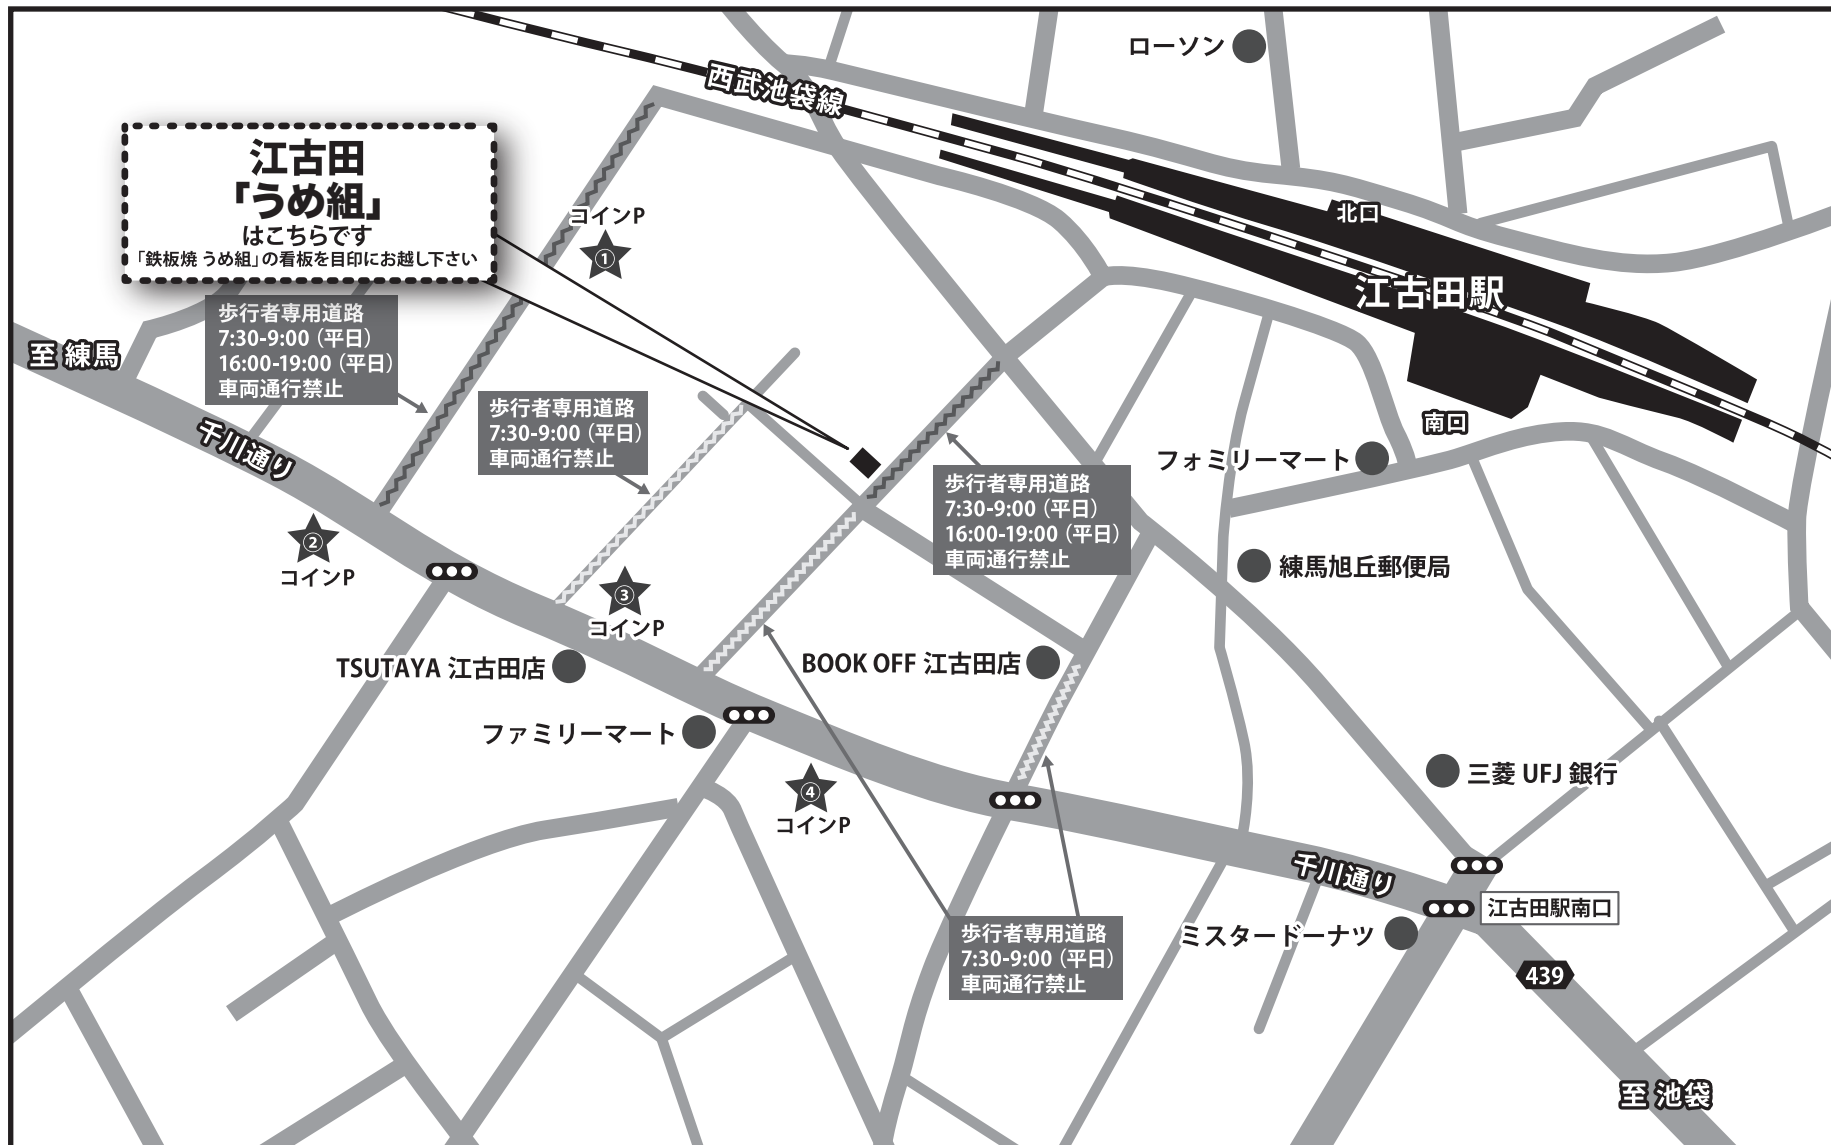 ローソン
西武池袋線
江古田
「うめ組」
はこちらです
「鉄板焼 うめ組」の看板を目印にお越し下さい
コインP
①
北口
江古田駅
南口
歩行者専用道路
7:30-9:00（平日）
16:00-19:00（平日）
車両通行禁止
至 練馬
千川通り
歩行者専用道路
7:30-9:00（平日）
車両通行禁止
歩行者専用道路
7:30-9:00（平日）
16:00-19:00（平日）
車両通行禁止
フォミリーマート
②
コインP
練馬旭丘郵便局
③
コインP
TSUTAYA 江古田店
BOOK OFF 江古田店
ファミリーマート
④
コインP
三菱 UFJ 銀行
千川通り
江古田駅南口
ミスタードーナツ
歩行者専用道路
7:30-9:00（平日）
車両通行禁止
439
至 池袋